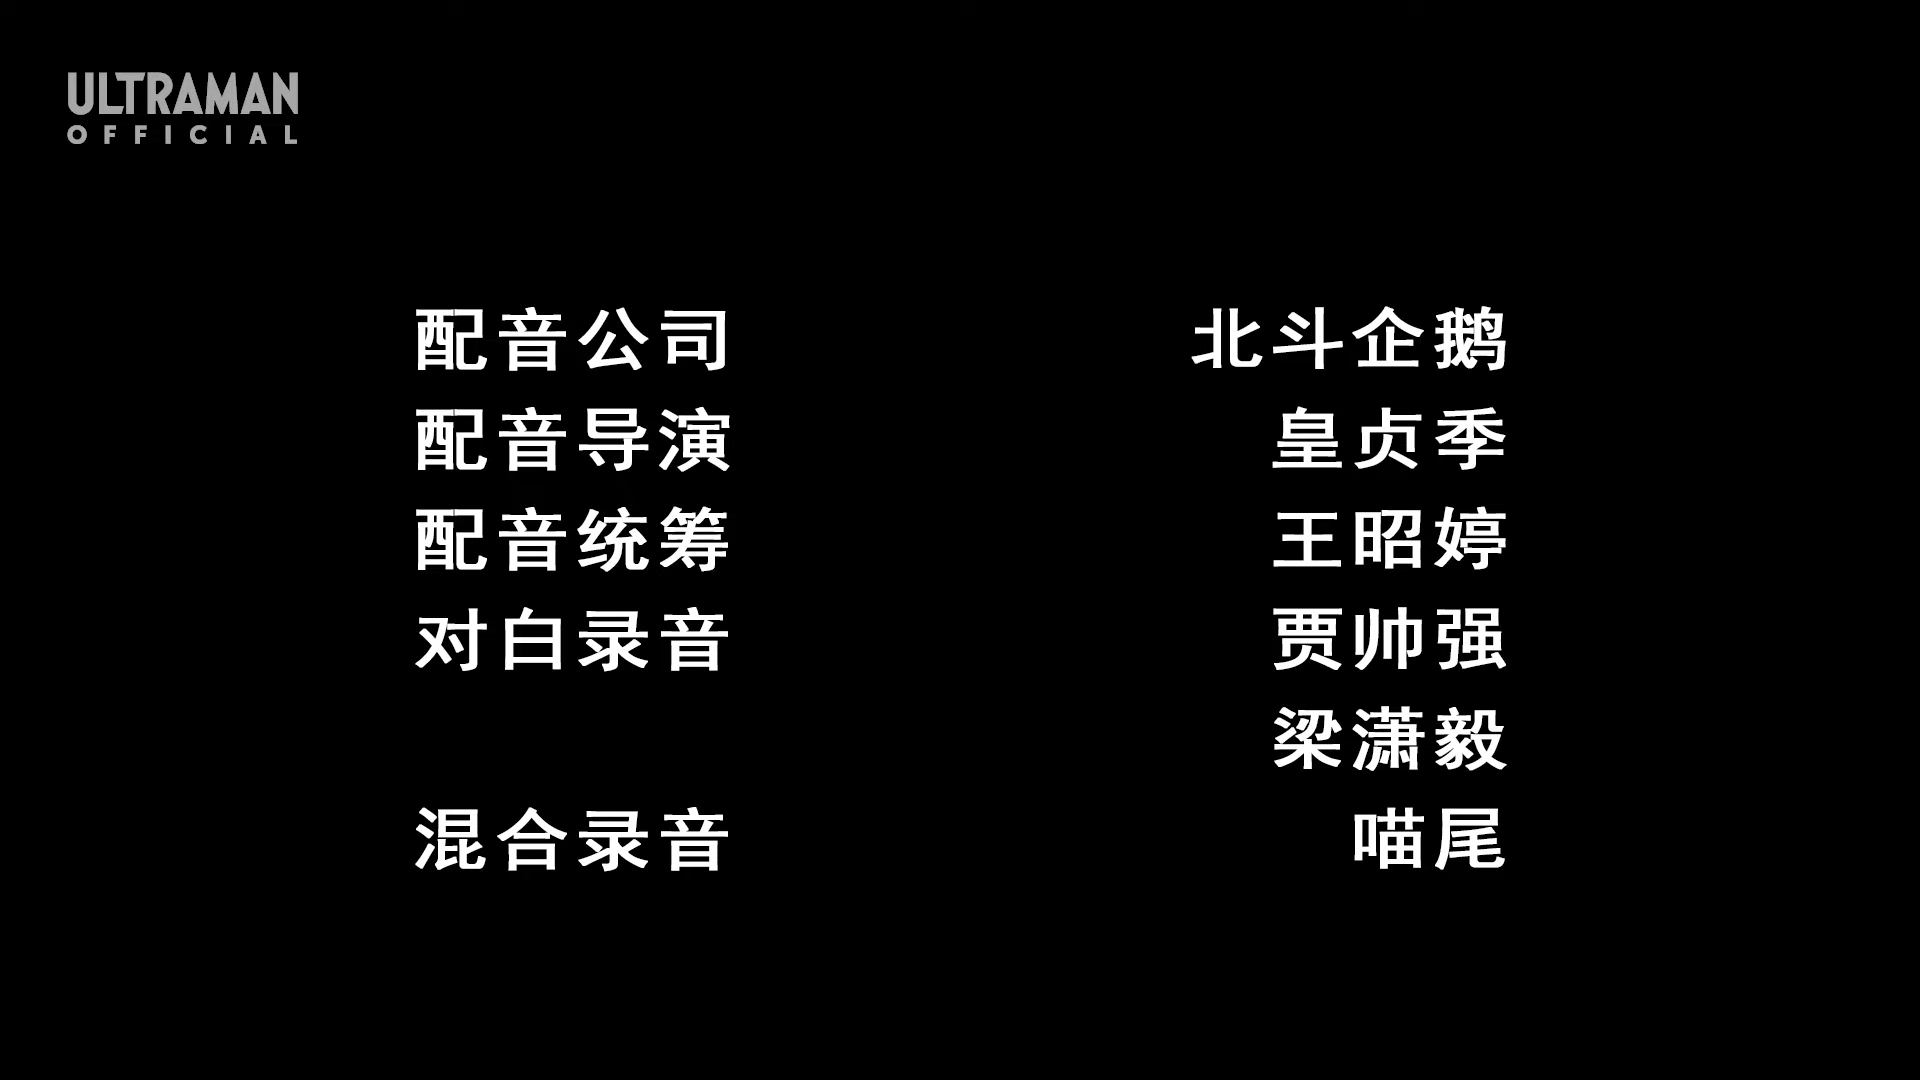 ULTRAMAN
OFFICIAL
配音公司 北斗企鹅
配音导演 皇贞季
配音统筹 王昭婷
对白录音 贾帅强
梁潇毅
混合录音 喵尾